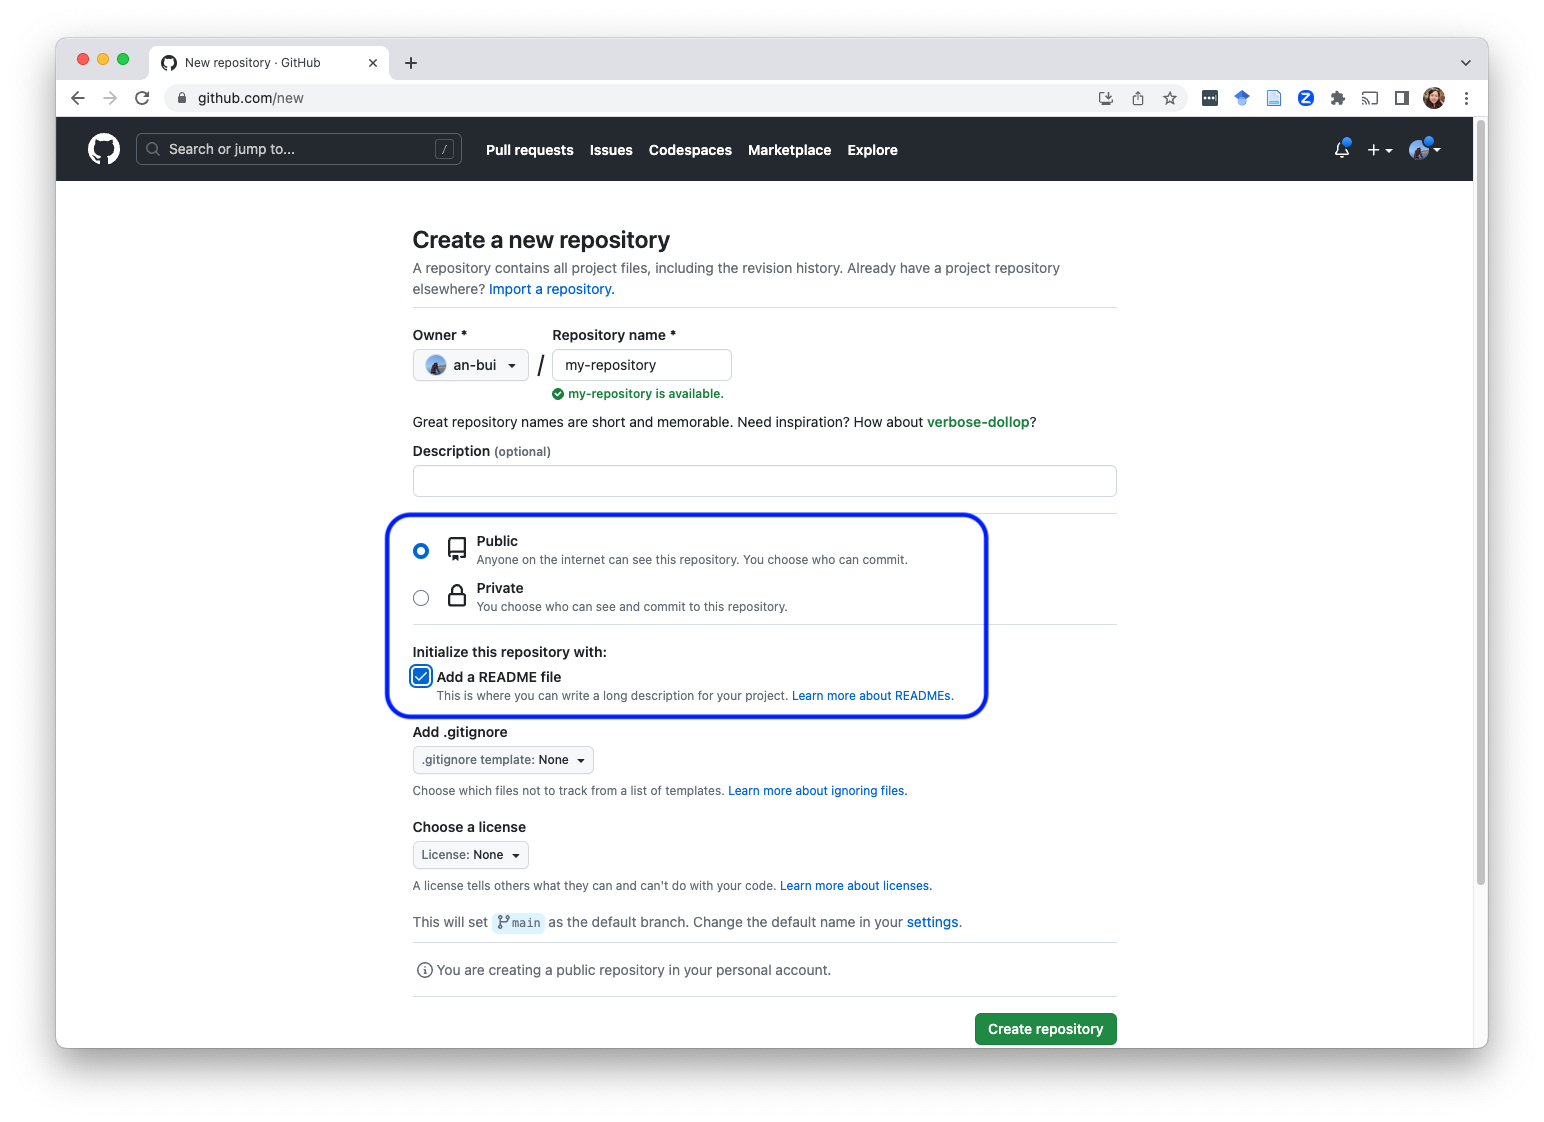 New repository · GitHub
github.com/new
Search or jump to... /
Pull requests Issues Codespaces Marketplace Explore
Create a new repository
A repository contains all project files, including the revision history. Already have a project repository
elsewhere? Import a repository.
Owner * Repository name *
an-bui / my-repository
my-repository is available.
Great repository names are short and memorable. Need inspiration? How about verbose-dollop?
Description (optional)
Public
Anyone on the internet can see this repository. You choose who can commit.
Private
You choose who can see and commit to this repository.
Initialize this repository with:
Add a README file
This is where you can write a long description for your project. Learn more about READMEs.
Add .gitignore
.gitignore template: None
Choose which files not to track from a list of templates. Learn more about ignoring files.
Choose a license
License: None
A license tells others what they can and can't do with your code. Learn more about licenses.
This will set main as the default branch. Change the default name in your settings.
You are creating a public repository in your personal account.
Create repository